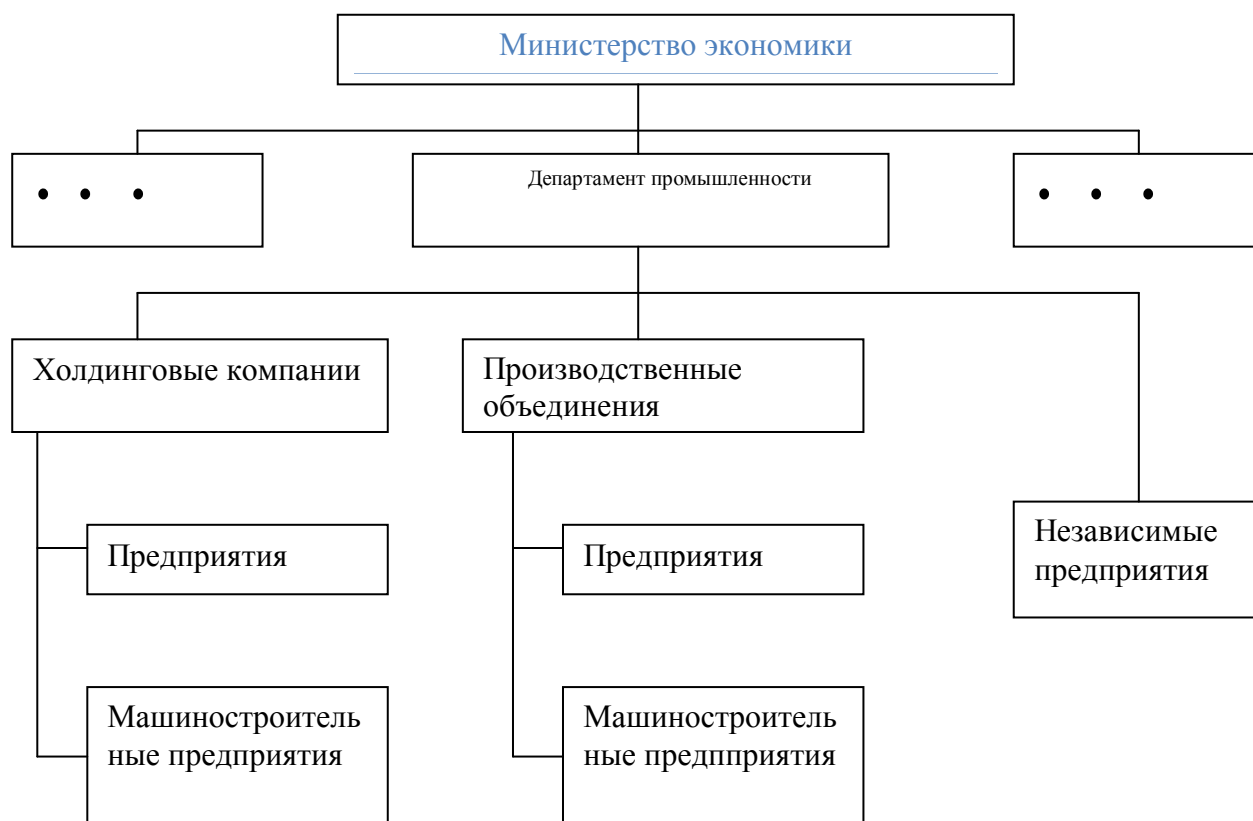 Министерство экономики
• • •
Департамент промышленности
• • •
Холдинговые компании
Производственные
объединения
Предприятия
Предприятия
Независимые
предприятия
Машиностроитель
ные предприятия
Машиностроитель
ные предпприятия